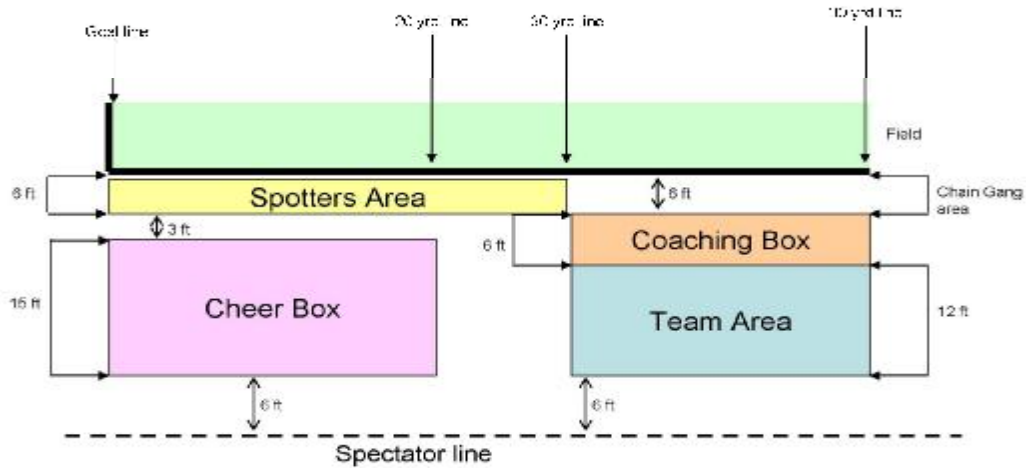 Goal line
20 yrd line
30 yrd line
yrd line
Field
6 ft
Spotters Area
6 ft
Chain Gang
area
3 ft
6 ft
Coaching Box
15 ft
Cheer Box
Team Area
12 ft
6 ft
6 ft
Spectator line